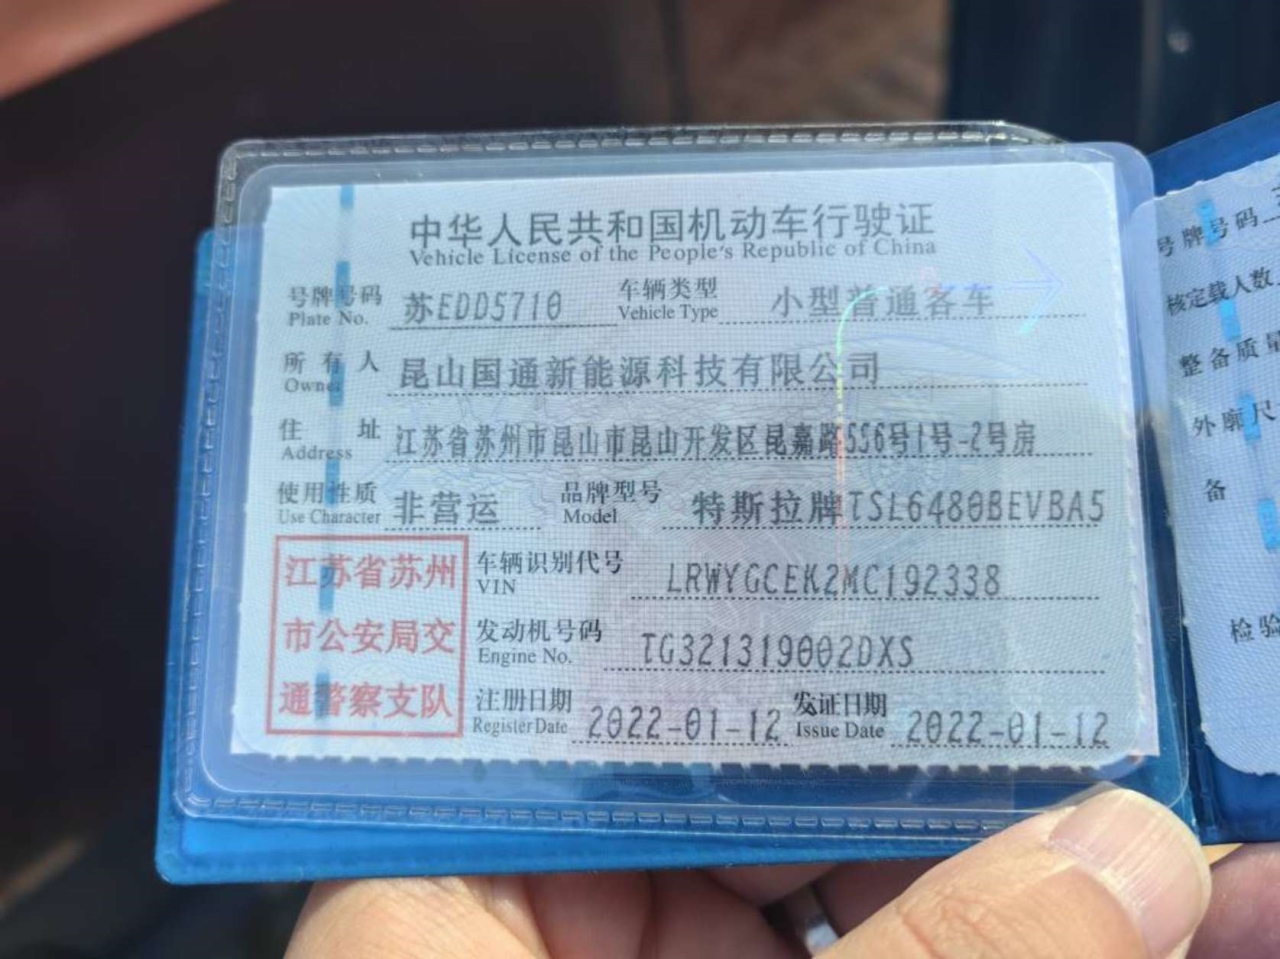 中华人民共和国机动车行驶证
Vehicle License of the People's Republic of China
号牌号码 苏EDD5710 车辆类型 小型普通客车
Plate No. Vehicle Type
所有人 昆山国通新能源科技有限公司
Owner
住址 江苏省苏州市昆山市昆山开发区昆嘉路556号1号-2号房
Address
使用性质 非营运 品牌型号 特斯拉牌TSL6480BEVBA5
Use Character Model
江苏省苏州
市公安局交
通警察支队
车辆识别代号 LRWYGCEK2MC192338
VIN
发动机号码 TG321319002DXS
Engine No.
注册日期 2022-01-12 发证日期 2022-01-12
Register Date Issue Date
号牌号码
核定载人数
整备质量
外廓尺
备
检验